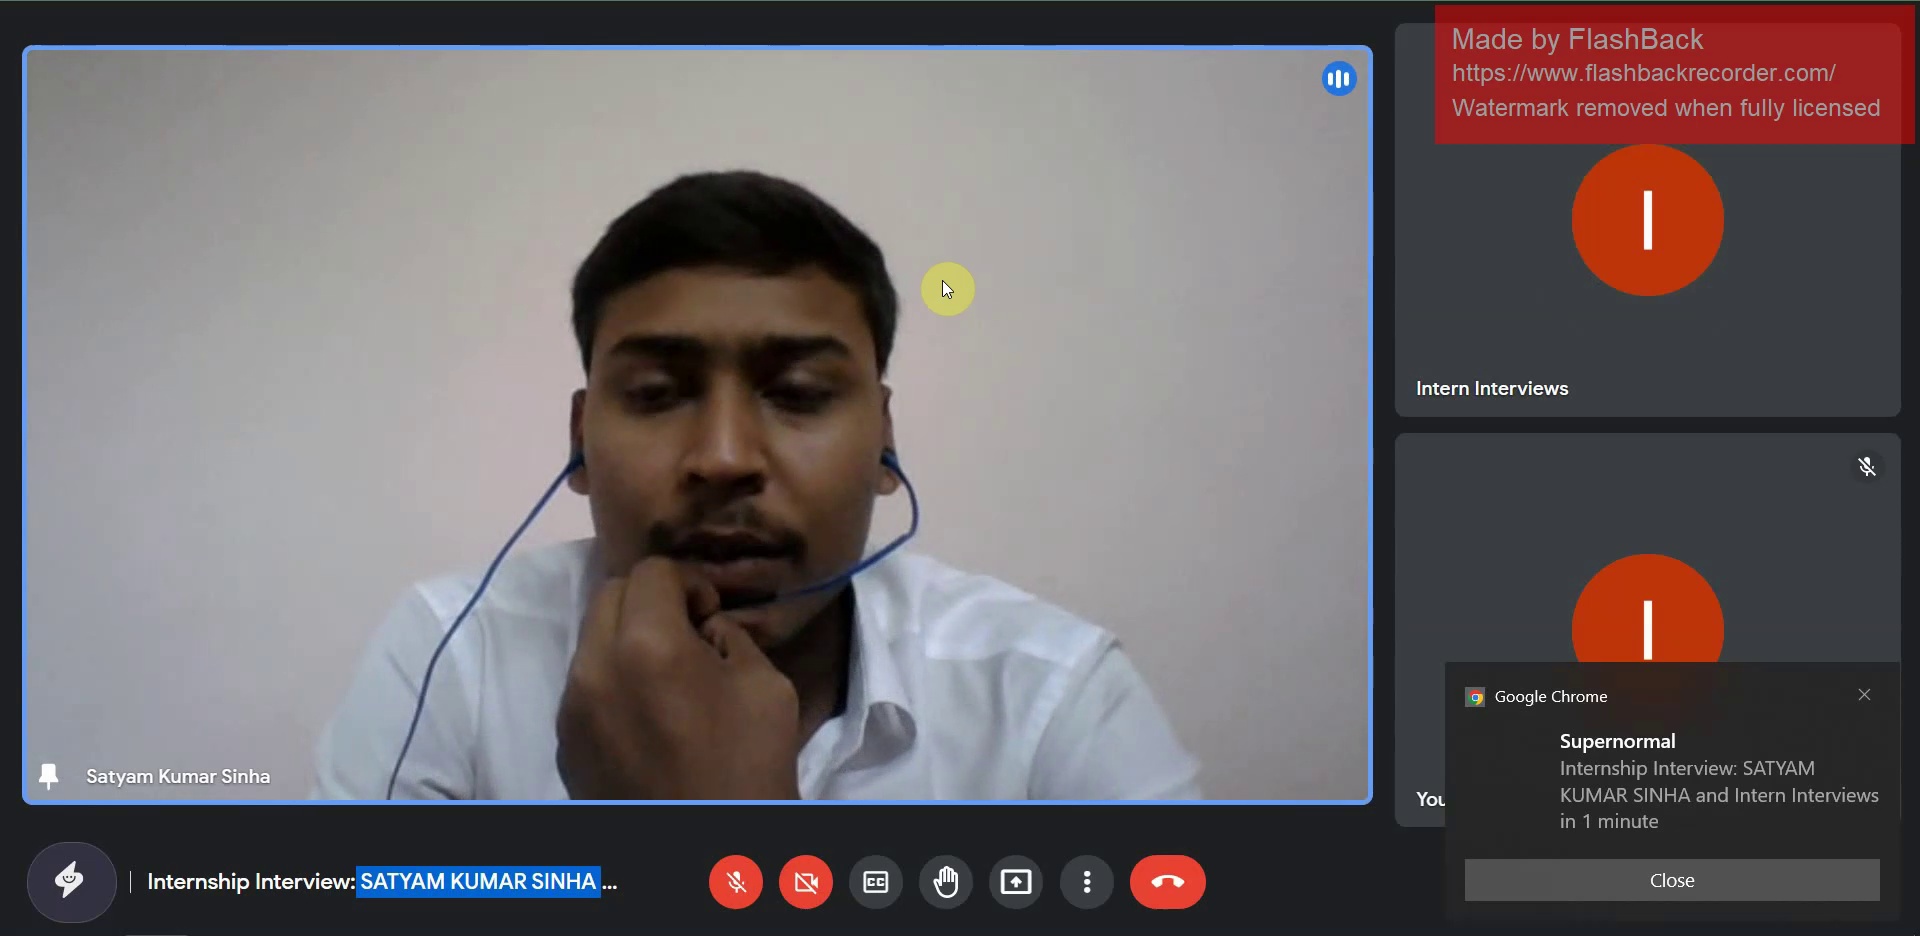 Made by FlashBack
https://www.flashbackrecorder.com/
Watermark removed when fully licensed
I
Intern Interviews
I
You
Satyam Kumar Sinha
Google Chrome
Supernormal
Internship Interview: SATYAM
KUMAR SINHA and Intern Interviews
in 1 minute
Close
Internship Interview: SATYAM KUMAR SINHA ...
CC